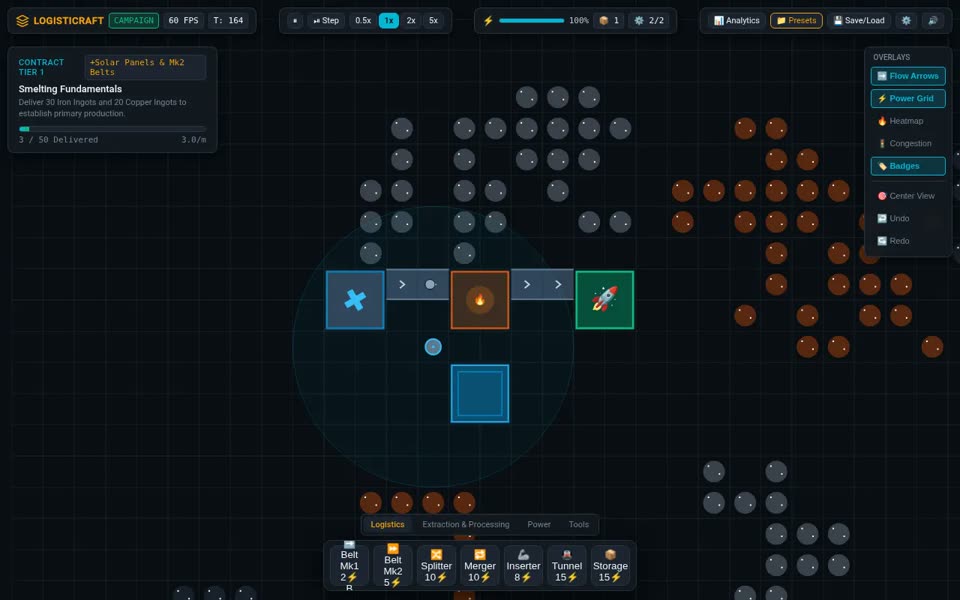 LOGISTICRAFT CAMPAIGN 60 FPS T: 164
Step 0.5x 1x 2x 5x
100% 1 2/2
Analytics Presets Save/Load
CONTRACT TIER 1
+Solar Panels & Mk2 Belts
Smelting Fundamentals
Deliver 30 Iron Ingots and 20 Copper Ingots to
establish primary production.
3 / 50 Delivered 3.0/m
OVERLAYS
Flow Arrows
Power Grid
Heatmap
Congestion
Badges
Center View
Undo
Redo
Logistics Extraction & Processing Power Tools
Belt Mk1 2⚡ B
Belt Mk2 5⚡
Splitter 10⚡
Merger 10⚡
Inserter 8⚡
Tunnel 15⚡
Storage 15⚡